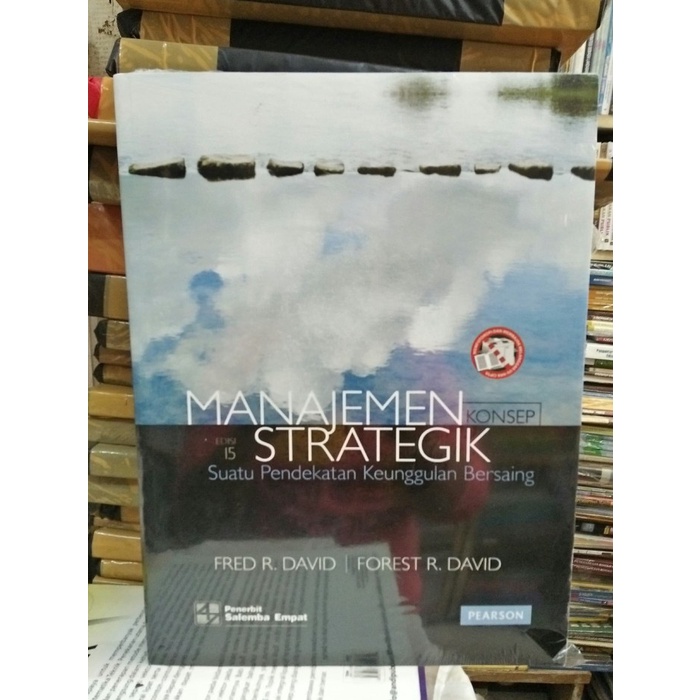 MANAJEMEN
KONSEP
EDISI
15
STRATEGIK
Suatu Pendekatan Keunggulan Bersaing
FRED R. DAVID | FOREST R. DAVID
Penerbit
Salemba Empat
PEARSON